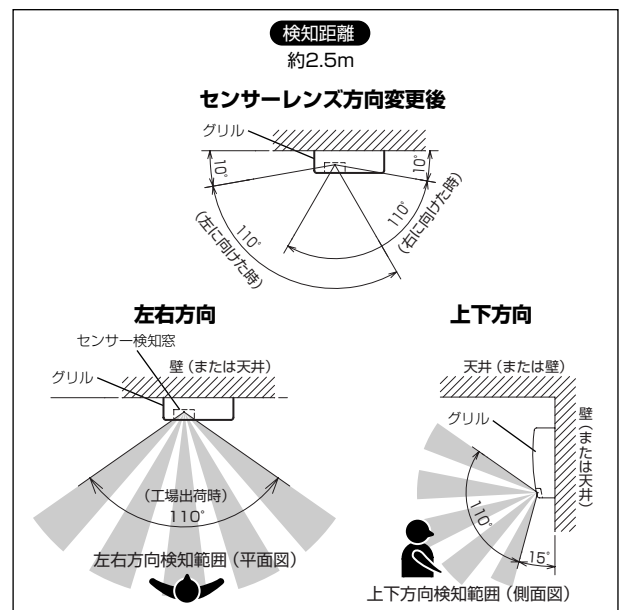 検知距離
約2.5m
センサーレンズ方向変更後
グリル
10°
10°
110°
(左に向けた時)
110°
(右に向けた時)
左右方向
センサー検知窓
グリル
壁(または天井)
(工場出荷時)
110°
左右方向検知範囲(平面図)
上下方向
天井(または壁)
グリル
壁(または天井)
110°
15°
上下方向検知範囲(側面図)